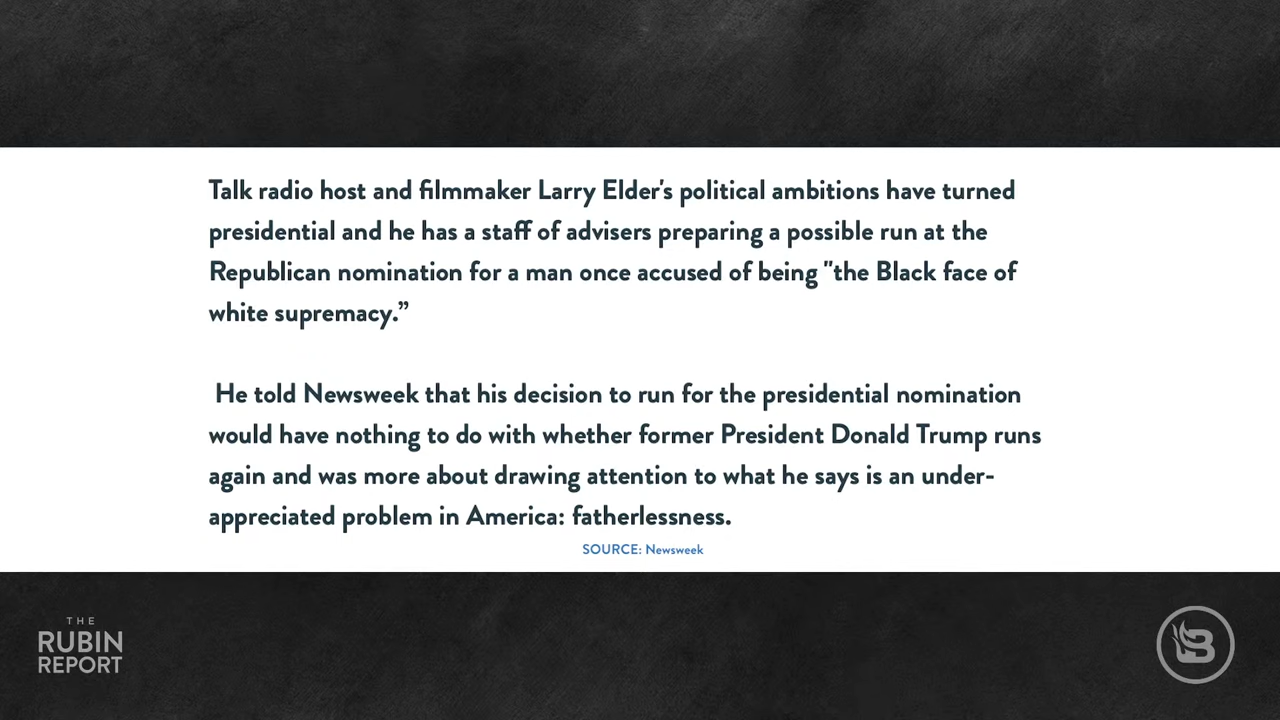 Talk radio host and filmmaker Larry Elder's political ambitions have turned
presidential and he has a staff of advisers preparing a possible run at the
Republican nomination for a man once accused of being "the Black face of
white supremacy.”
He told Newsweek that his decision to run for the presidential nomination
would have nothing to do with whether former President Donald Trump runs
again and was more about drawing attention to what he says is an under-
appreciated problem in America: fatherlessness.
SOURCE: Newsweek
THE
RUBIN
REPORT
B